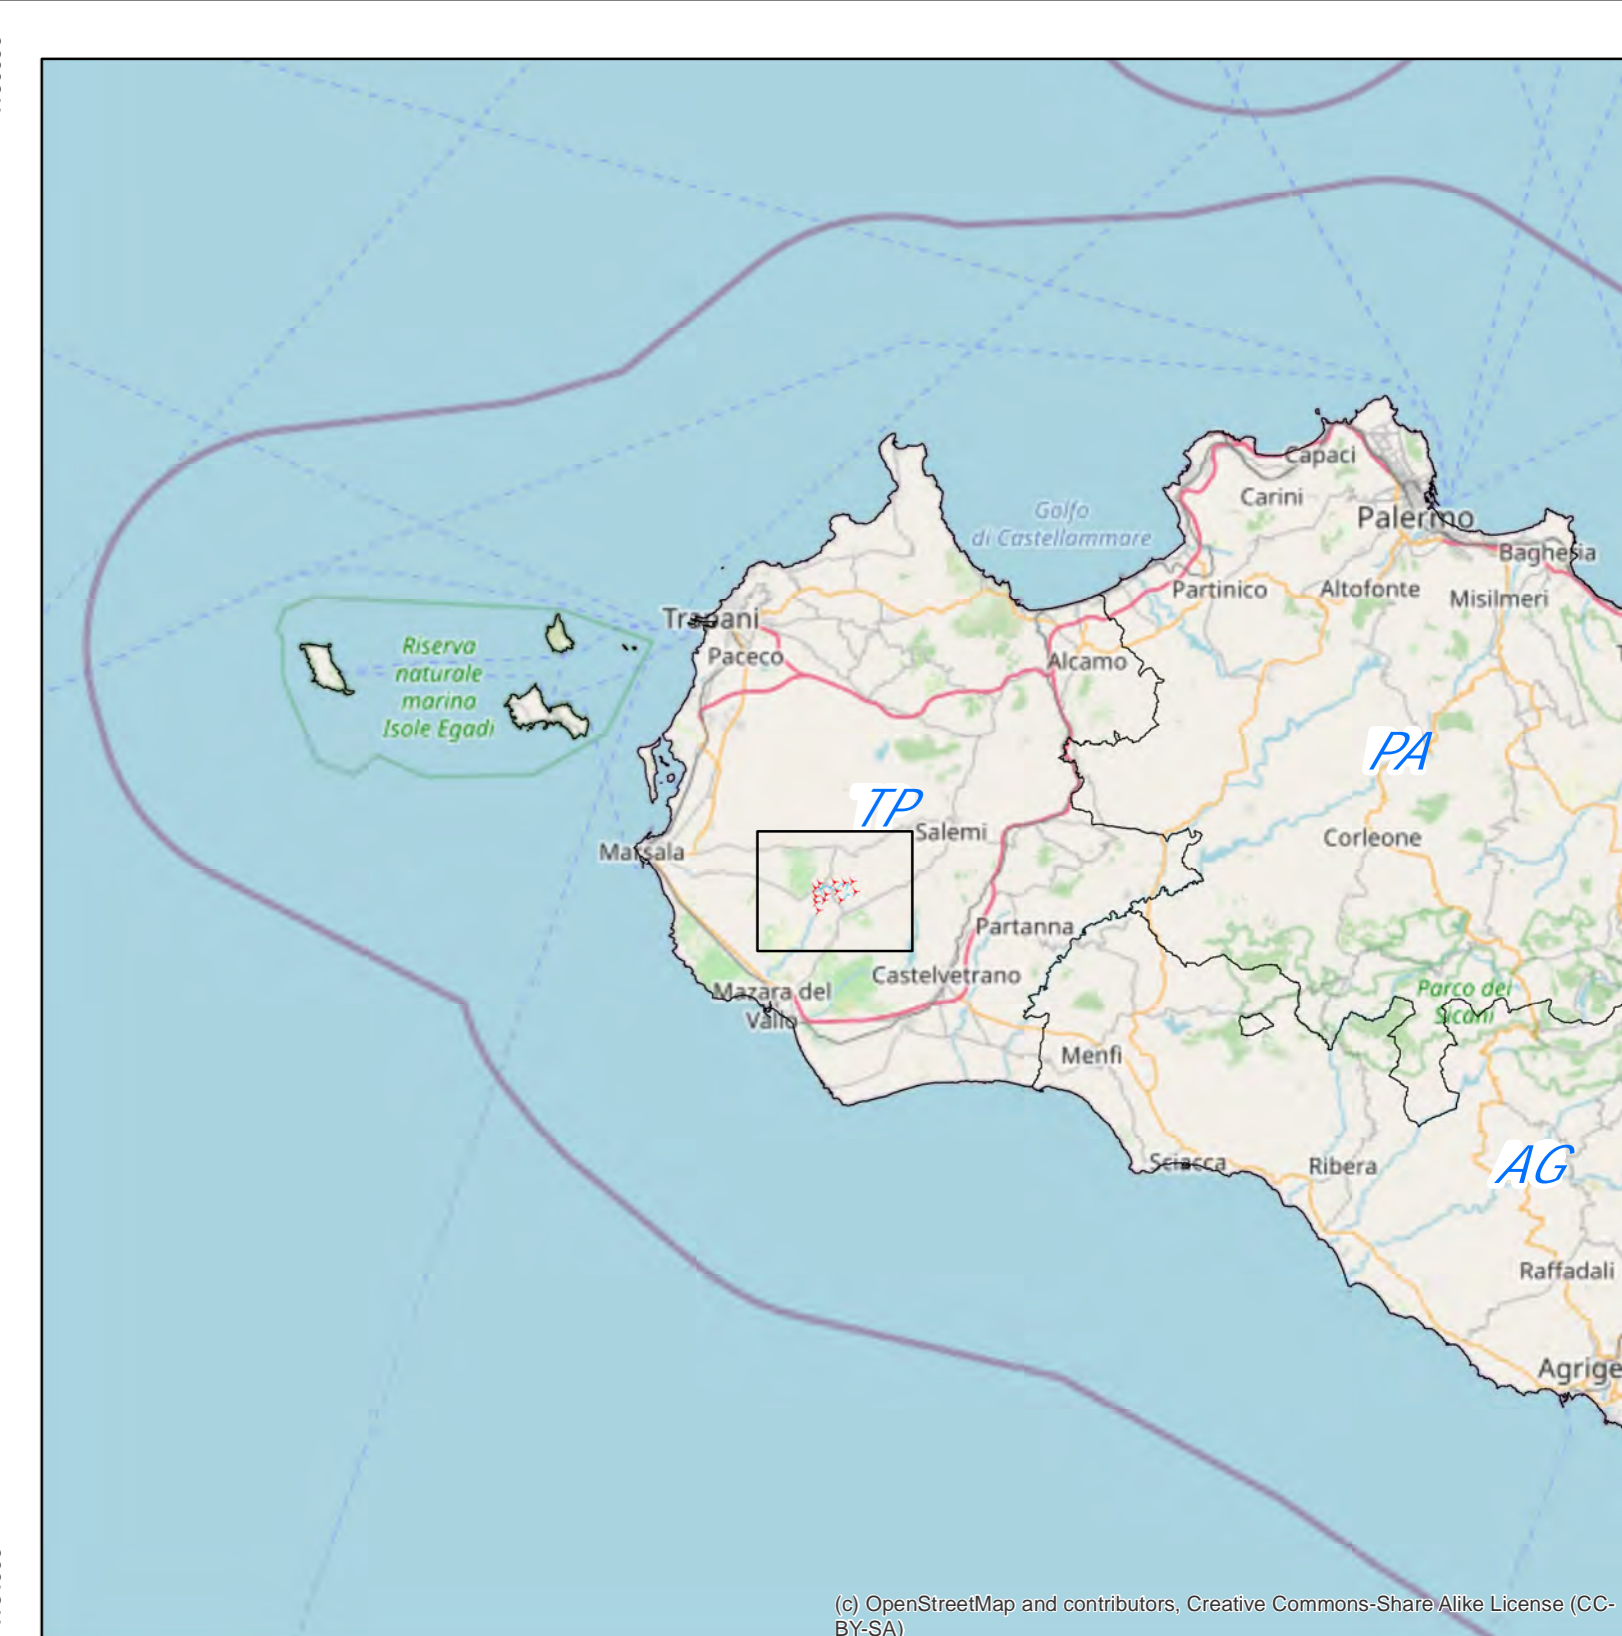 Capaci
Carini
Palermo
Golfo
di Castellammare
Bagheria
Partinico
Altofonte
Misilmeri
Trapani
Paceco
Alcamo
Riserva
naturale
marina
Isole Egadi
PA
TP
Salemi
Corleone
Marsala
Partanna
Castelvetrano
Mazara del
Vallo
Parco dei
Sicani
Menfi
Sciacca
Ribera
AG
Raffadali
Agrige
(c) OpenStreetMap and contributors, Creative Commons-Share Alike License (CC-
BY-SA)